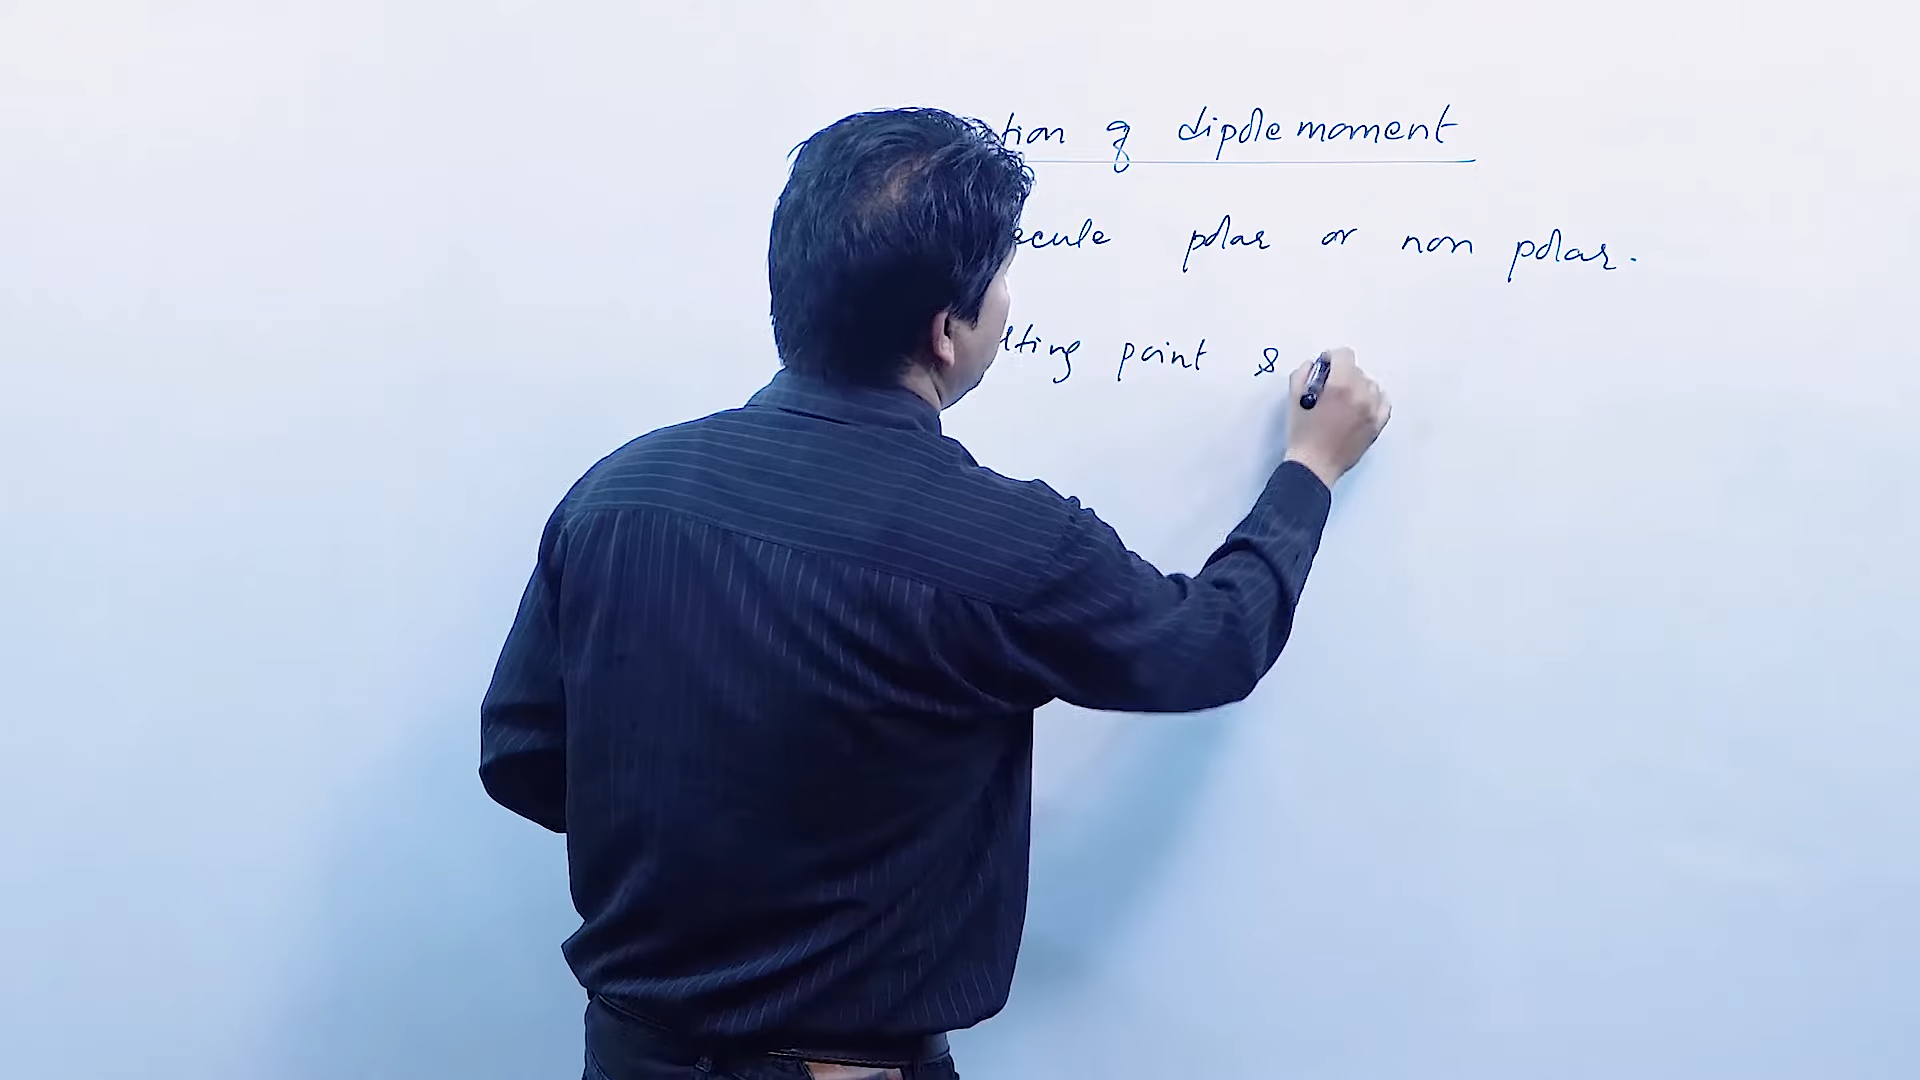 tion of dipole moment
ecule polar or non polar.
lting point &